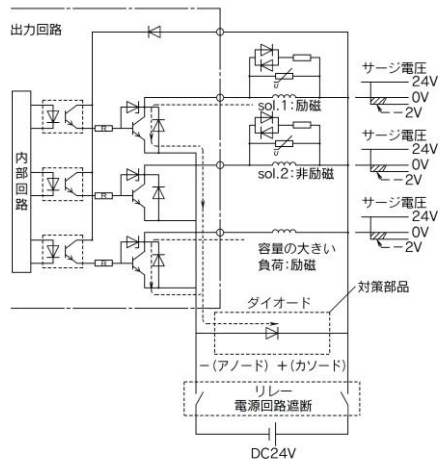 出力回路
内部回路
R
R
R
sol.1:励磁
sol.2:非励磁
容量の大きい
負荷:励磁
サージ電圧
24V
0V
-2V
サージ電圧
24V
0V
-2V
サージ電圧
24V
0V
-2V
対策部品
ダイオード
-(アノード) +(カソード)
リレー
電源回路遮断
DC24V